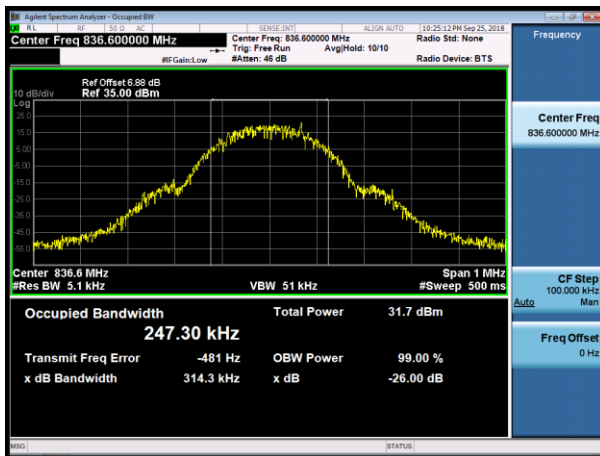 Agilent Spectrum Analyzer - Occupied BW
RL RF 50 Ω AC SENSE:INT ALIGN AUTO 10:25:12 PM Sep 25, 2018
Center Freq 836.600000 MHz Center Freq: 836.600000 MHz Radio Std: None
Trig: Free Run Avg|Hold: 10/10
#IFGain:Low #Atten: 46 dB Radio Device: BTS
Ref Offset 6.88 dB
10 dB/div Ref 35.00 dBm
Log
25.0
15.0
5.00
-5.00
-15.0
-25.0
-35.0
-45.0
-55.0
Center 836.6 MHz Span 1 MHz
#Res BW 5.1 kHz VBW 51 kHz #Sweep 500 ms
Occupied Bandwidth Total Power 31.7 dBm
247.30 kHz
Transmit Freq Error -481 Hz OBW Power 99.00 %
x dB Bandwidth 314.3 kHz x dB -26.00 dB
MSG STATUS
Frequency
Center Freq
836.600000 MHz
CF Step
100.000 kHz
Auto Man
Freq Offset
0 Hz